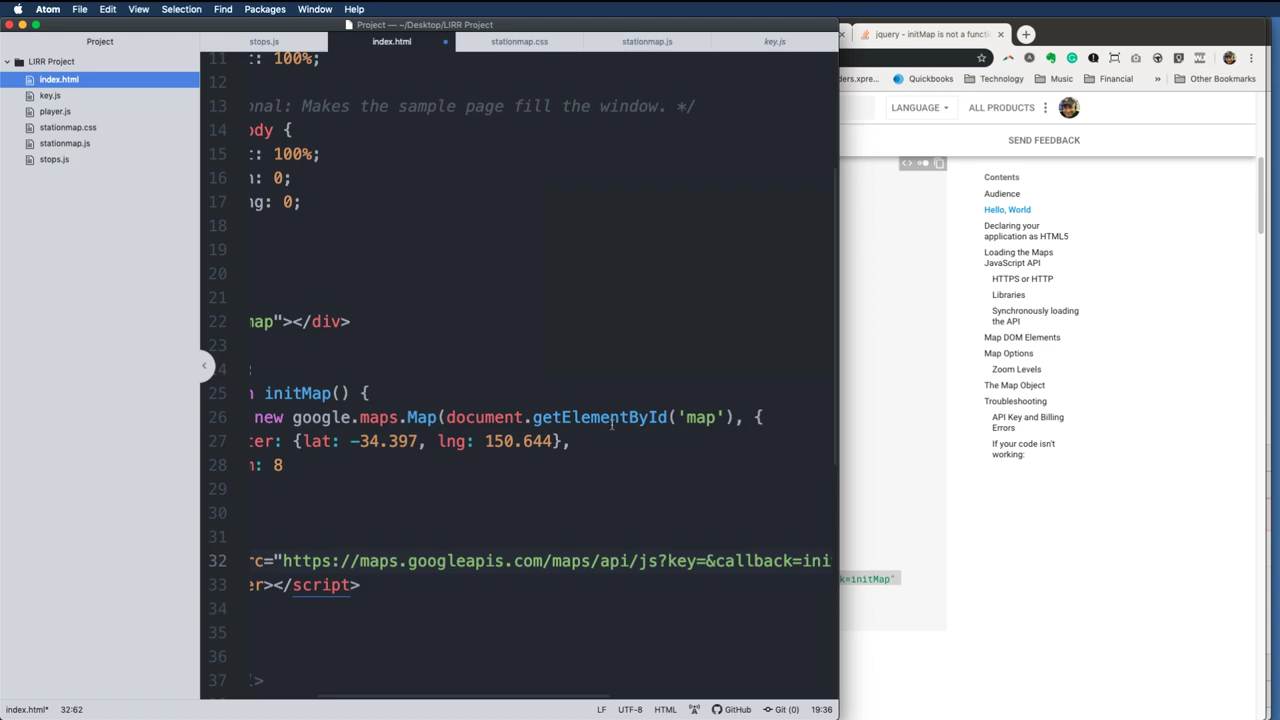 Atom File Edit View Selection Find Packages Window Help
Project — ~/Desktop/LIRR Project
Project stops.js index.html stationmap.css stationmap.js key.js
LIRR Project
index.html
key.js
player.js
stationmap.css
stationmap.js
stops.js
11 : 100%;
12
13 onal: Makes the sample page fill the window. */
14 ody {
15 : 100%;
16 n: 0;
17 ng: 0;
18
19
20
21
22 map"></div>
23
24
25 initMap() {
26 new google.maps.Map(document.getElementById('map'), {
27 ter: {lat: -34.397, lng: 150.644},
28 m: 8
29
30
31
32 rc="https://maps.googleapis.com/maps/api/js?key=&callback=ini
33 er></script>
34
35
36
37 >
index.html* 32:62 LF UTF-8 HTML GitHub Git (0) 19:36
jquery - initMap is not a functi
ders.xpre... Quickbooks Technology Music Financial » Other Bookmarks
LANGUAGE ALL PRODUCTS
SEND FEEDBACK
Contents
Audience
Hello, World
Declaring your
application as HTML5
Loading the Maps
JavaScript API
HTTPS or HTTP
Libraries
Synchronously loading
the API
Map DOM Elements
Map Options
Zoom Levels
The Map Object
Troubleshooting
API Key and Billing
Errors
If your code isn't
working:
k=initMap"